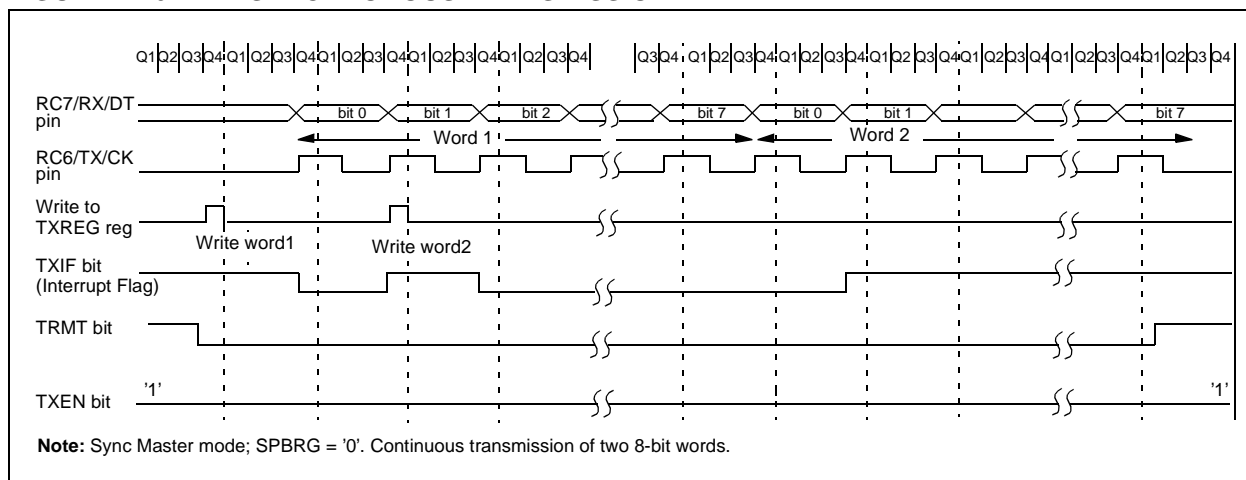 Q1 Q2 Q3 Q4 Q1 Q2 Q3 Q4 Q1 Q2 Q3 Q4 Q1 Q2 Q3 Q4 Q1 Q2 Q3 Q4 Q3 Q4 Q1 Q2 Q3 Q4 Q1 Q2 Q3 Q4 Q1 Q2 Q3 Q4 Q1 Q2 Q3 Q4 Q1 Q2 Q3 Q4 Q1 Q2 Q3 Q4
RC7/RX/DT
pin
bit 0 bit 1 bit 2 bit 7 bit 0 bit 1 bit 7
Word 1 Word 2
RC6/TX/CK
pin
Write to
TXREG reg
Write word1 Write word2
TXIF bit
(Interrupt Flag)
TRMT bit
'1' '1'
TXEN bit
Note: Sync Master mode; SPBRG = '0'. Continuous transmission of two 8-bit words.